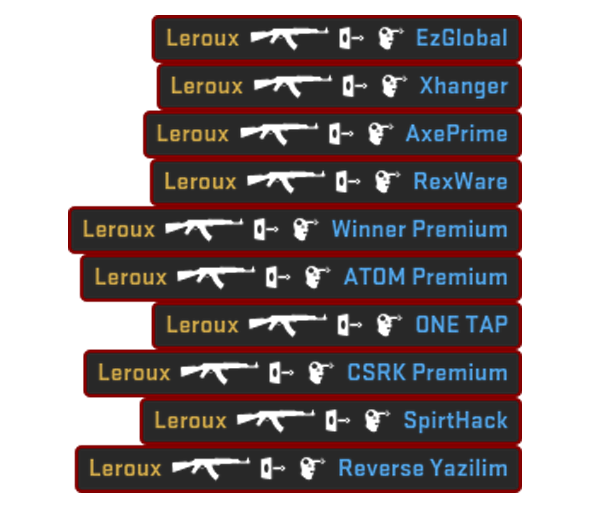 Leroux EzGlobal
Leroux Xhanger
Leroux AxePrime
Leroux RexWare
Leroux Winner Premium
Leroux ATOM Premium
Leroux ONE TAP
Leroux CSRK Premium
Leroux SpirtHack
Leroux Reverse Yazilim